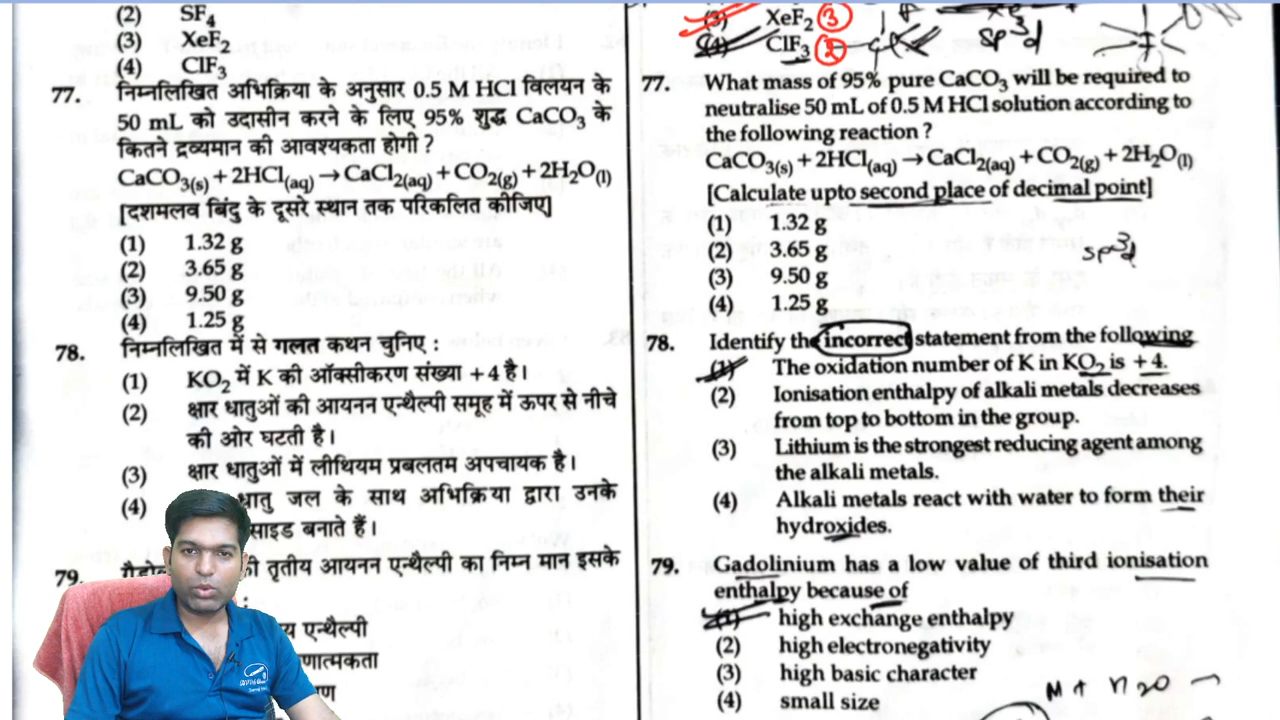 (2) SF₄
(3) XeF₂
(4) ClF₃
77. निम्नलिखित अभिक्रिया के अनुसार 0.5 M HCl विलयन के
50 mL को उदासीन करने के लिए 95% शुद्ध CaCO₃ के
कितने द्रव्यमान की आवश्यकता होगी ?
CaCO₃(s) + 2HCl(aq) → CaCl₂(aq) + CO₂(g) + 2H₂O(l)
[दशमलव बिंदु के दूसरे स्थान तक परिकलित कीजिए]
(1) 1.32 g
(2) 3.65 g
(3) 9.50 g
(4) 1.25 g
78. निम्नलिखित में से गलत कथन चुनिए :
(1) KO₂ में K की ऑक्सीकरण संख्या +4 है।
(2) क्षार धातुओं की आयनन एन्थैल्पी समूह में ऊपर से नीचे
की ओर घटती है।
(3) क्षार धातुओं में लीथियम प्रबलतम अपचायक है।
(4) धातु जल के साथ अभिक्रिया द्वारा उनके
साइड बनाते हैं।
79. की तृतीय आयनन एन्थैल्पी का निम्न मान इसके
:
य एन्थैल्पी
णात्मकता
(3) XeF₂ 3
(4) ClF₃ 2
sp³d
77. What mass of 95% pure CaCO₃ will be required to
neutralise 50 mL of 0.5 M HCl solution according to
the following reaction ?
CaCO₃(s) + 2HCl(aq) → CaCl₂(aq) + CO₂(g) + 2H₂O(l)
[Calculate upto second place of decimal point]
(1) 1.32 g
(2) 3.65 g
(3) 9.50 g
(4) 1.25 g
sp³d
78. Identify the incorrect statement from the following
(1) The oxidation number of K in KO₂ is +4.
(2) Ionisation enthalpy of alkali metals decreases
from top to bottom in the group.
(3) Lithium is the strongest reducing agent among
the alkali metals.
(4) Alkali metals react with water to form their
hydroxides.
79. Gadolinium has a low value of third ionisation
enthalpy because of
(1) high exchange enthalpy
(2) high electronegativity
(3) high basic character
(4) small size
M + H₂O →